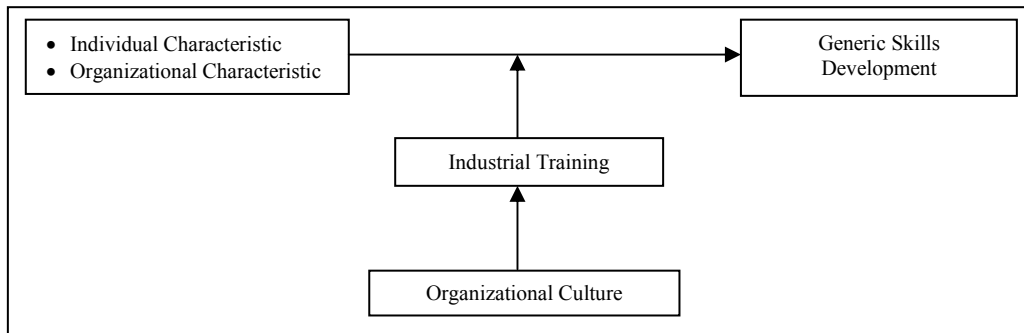 • Individual Characteristic
• Organizational Characteristic
Generic Skills
Development
Industrial Training
Organizational Culture